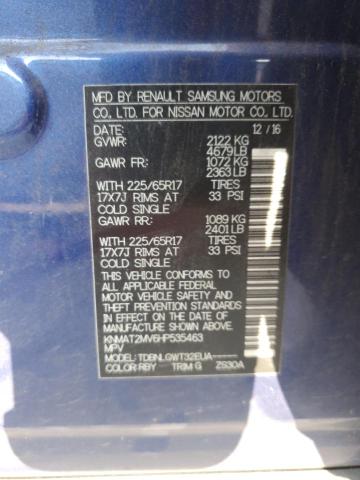 MFD BY RENAULT SAMSUNG MOTORS
CO., LTD. FOR NISSAN MOTOR CO., LTD.
DATE: 12 / 16
GVWR: 2122 KG
4679 LB
GAWR FR: 1072 KG
2363 LB
WITH 225/65R17 TIRES
17X7J RIMS AT 33 PSI
COLD SINGLE
GAWR RR: 1089 KG
2401 LB
WITH 225/65R17 TIRES
17X7J RIMS AT 33 PSI
COLD SINGLE
THIS VEHICLE CONFORMS TO
ALL APPLICABLE FEDERAL
MOTOR VEHICLE SAFETY, BUMPER,
AND THEFT PREVENTION STANDARDS
IN EFFECT ON THE DATE OF
MANUFACTURE SHOWN ABOVE.
KNMAT2MV6HP535463
MPV
MODEL: TDBNLGWT32EUA-----
COLOR: RBY TRIM: G ZS30A